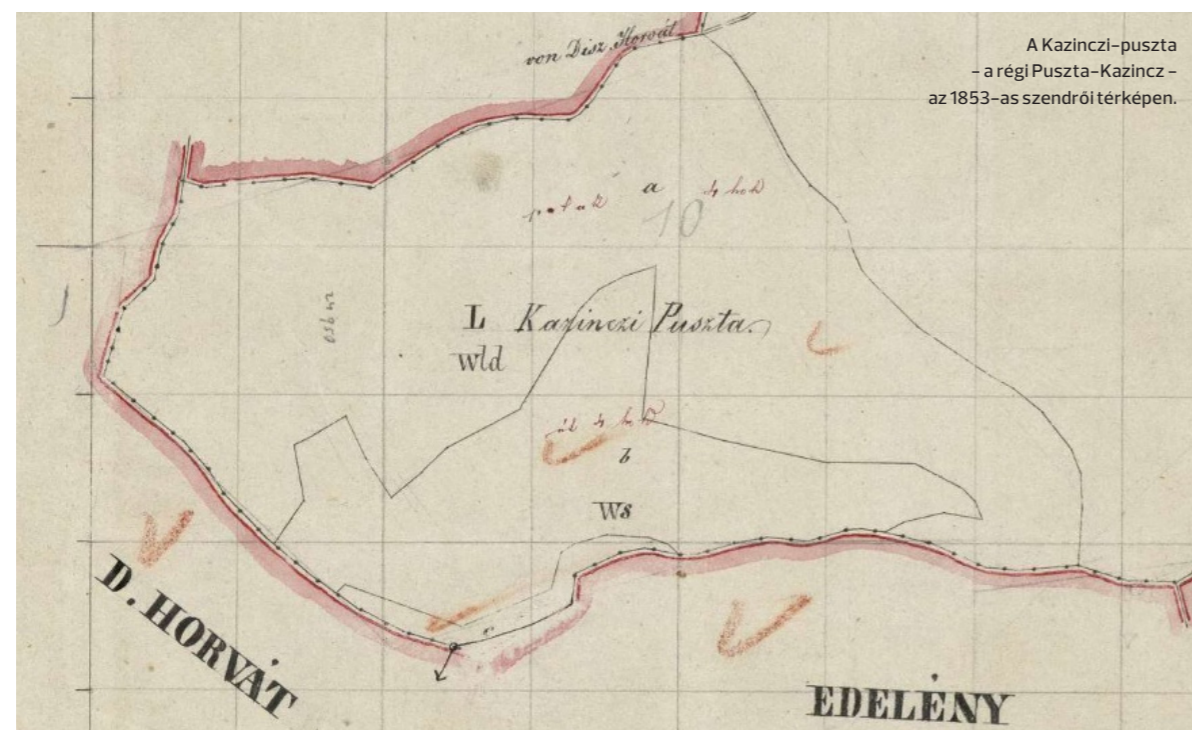 A Kazinczi-puszta
- a régi Puszta-Kazincz -
az 1853-as szendrői térképen.
von Disz Horvát
a
10
L Kazinczi Puszta.
Wld
b
Ws
c
D. HORVÁT
EDELÉNY